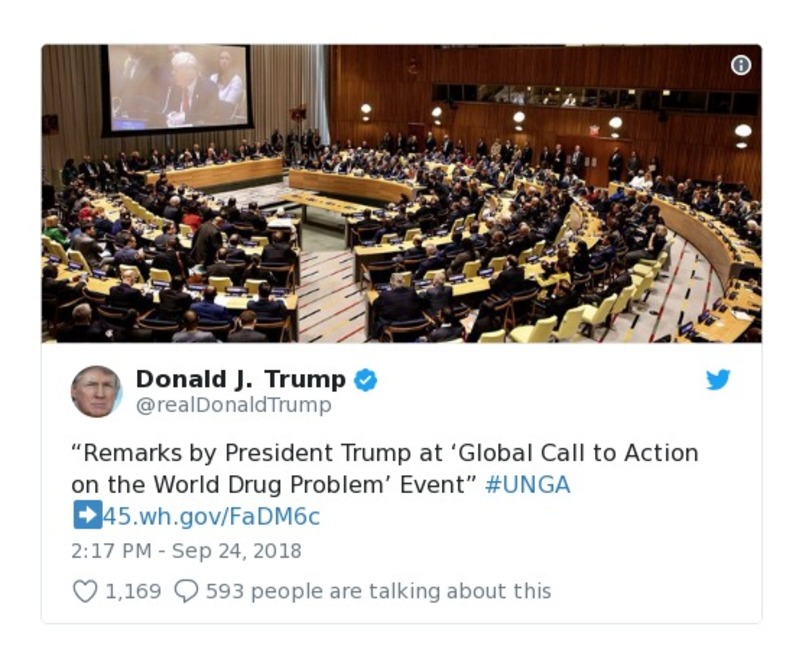 Donald J. Trump
@realDonaldTrump
“Remarks by President Trump at ‘Global Call to Action
on the World Drug Problem’ Event” #UNGA
➡45.wh.gov/FaDM6c
2:17 PM - Sep 24, 2018
1,169 593 people are talking about this